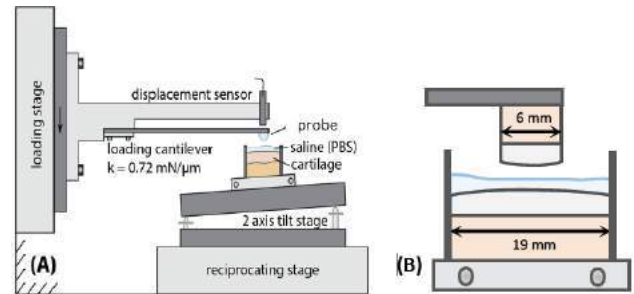 loading stage
displacement sensor
probe
loading cantilever
k = 0.72 mN/μm
saline (PBS)
cartilage
2 axis tilt stage
reciprocating stage
(A)
6 mm
19 mm
(B)